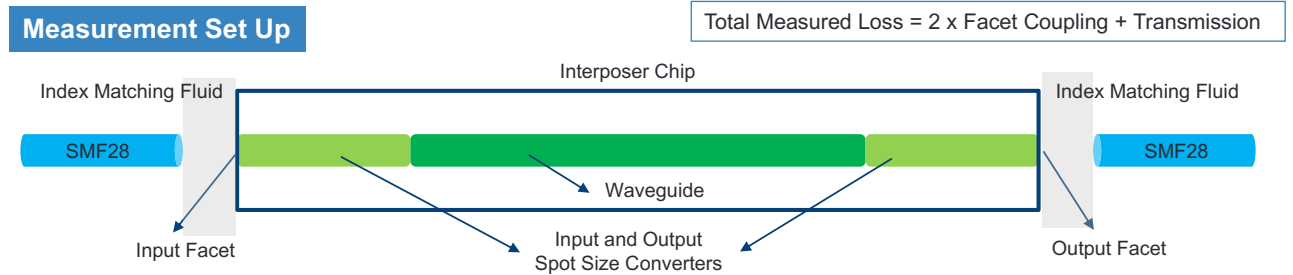 Measurement Set Up
Total Measured Loss = 2 x Facet Coupling + Transmission
Interposer Chip
Index Matching Fluid
Index Matching Fluid
SMF28
SMF28
Waveguide
Input Facet
Input and Output
Spot Size Converters
Output Facet